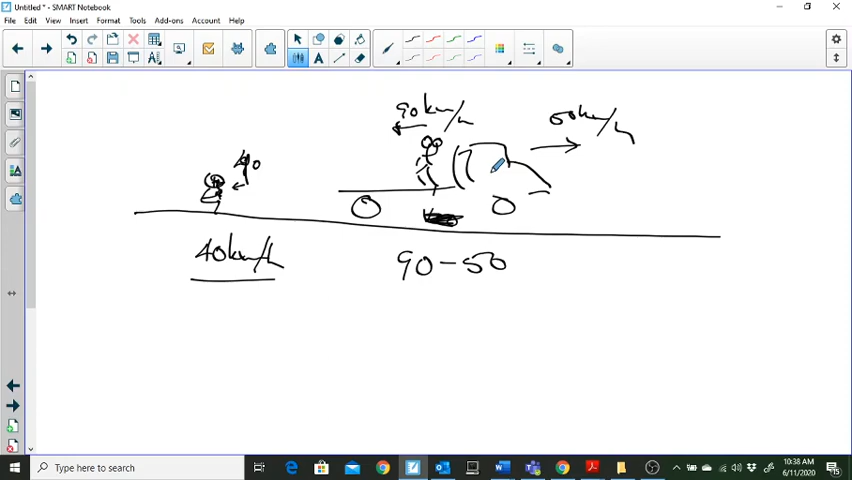 Untitled * - SMART Notebook
File Edit View Insert Format Tools Add-ons Account Help
90km/h
50km/h
40
40km/h
90-50
Type here to search
10:38 AM
6/11/2020
15